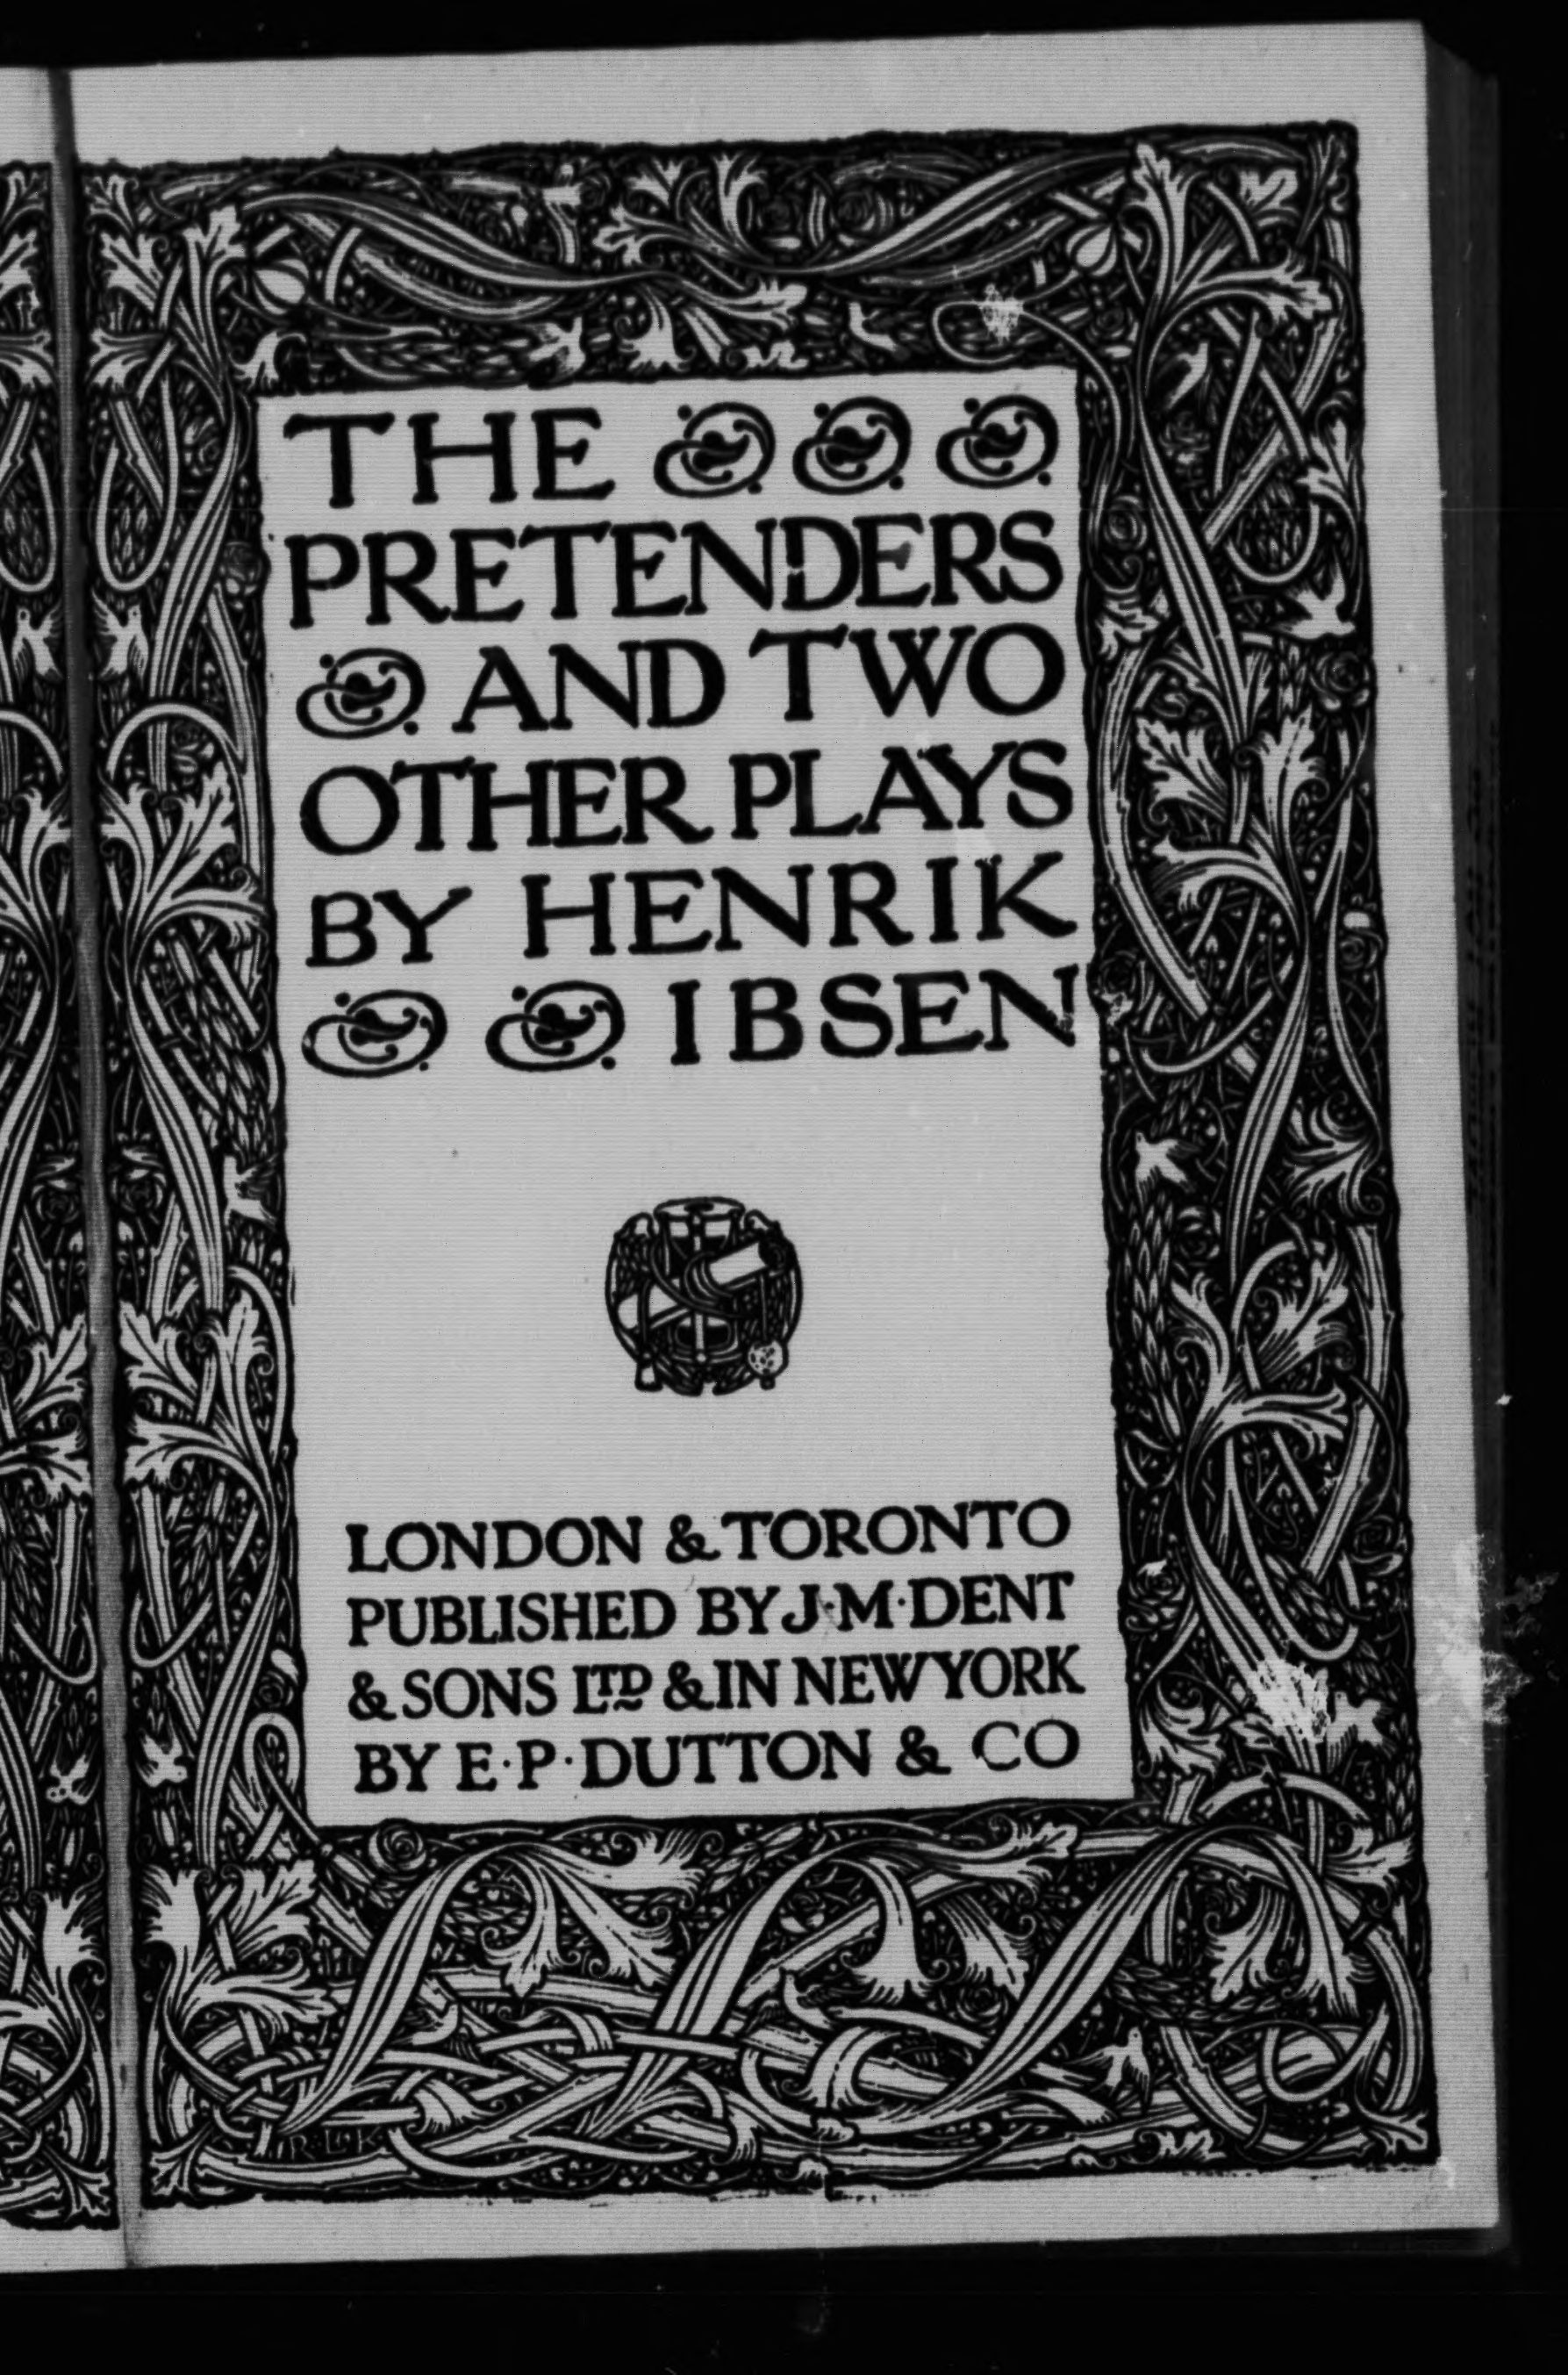 THE
PRETENDERS
AND TWO
OTHER PLAYS
BY HENRIK
IBSEN
LONDON & TORONTO
PUBLISHED BY J·M·DENT
& SONS LTD & IN NEW YORK
BY E·P·DUTTON & CO
R·L·K